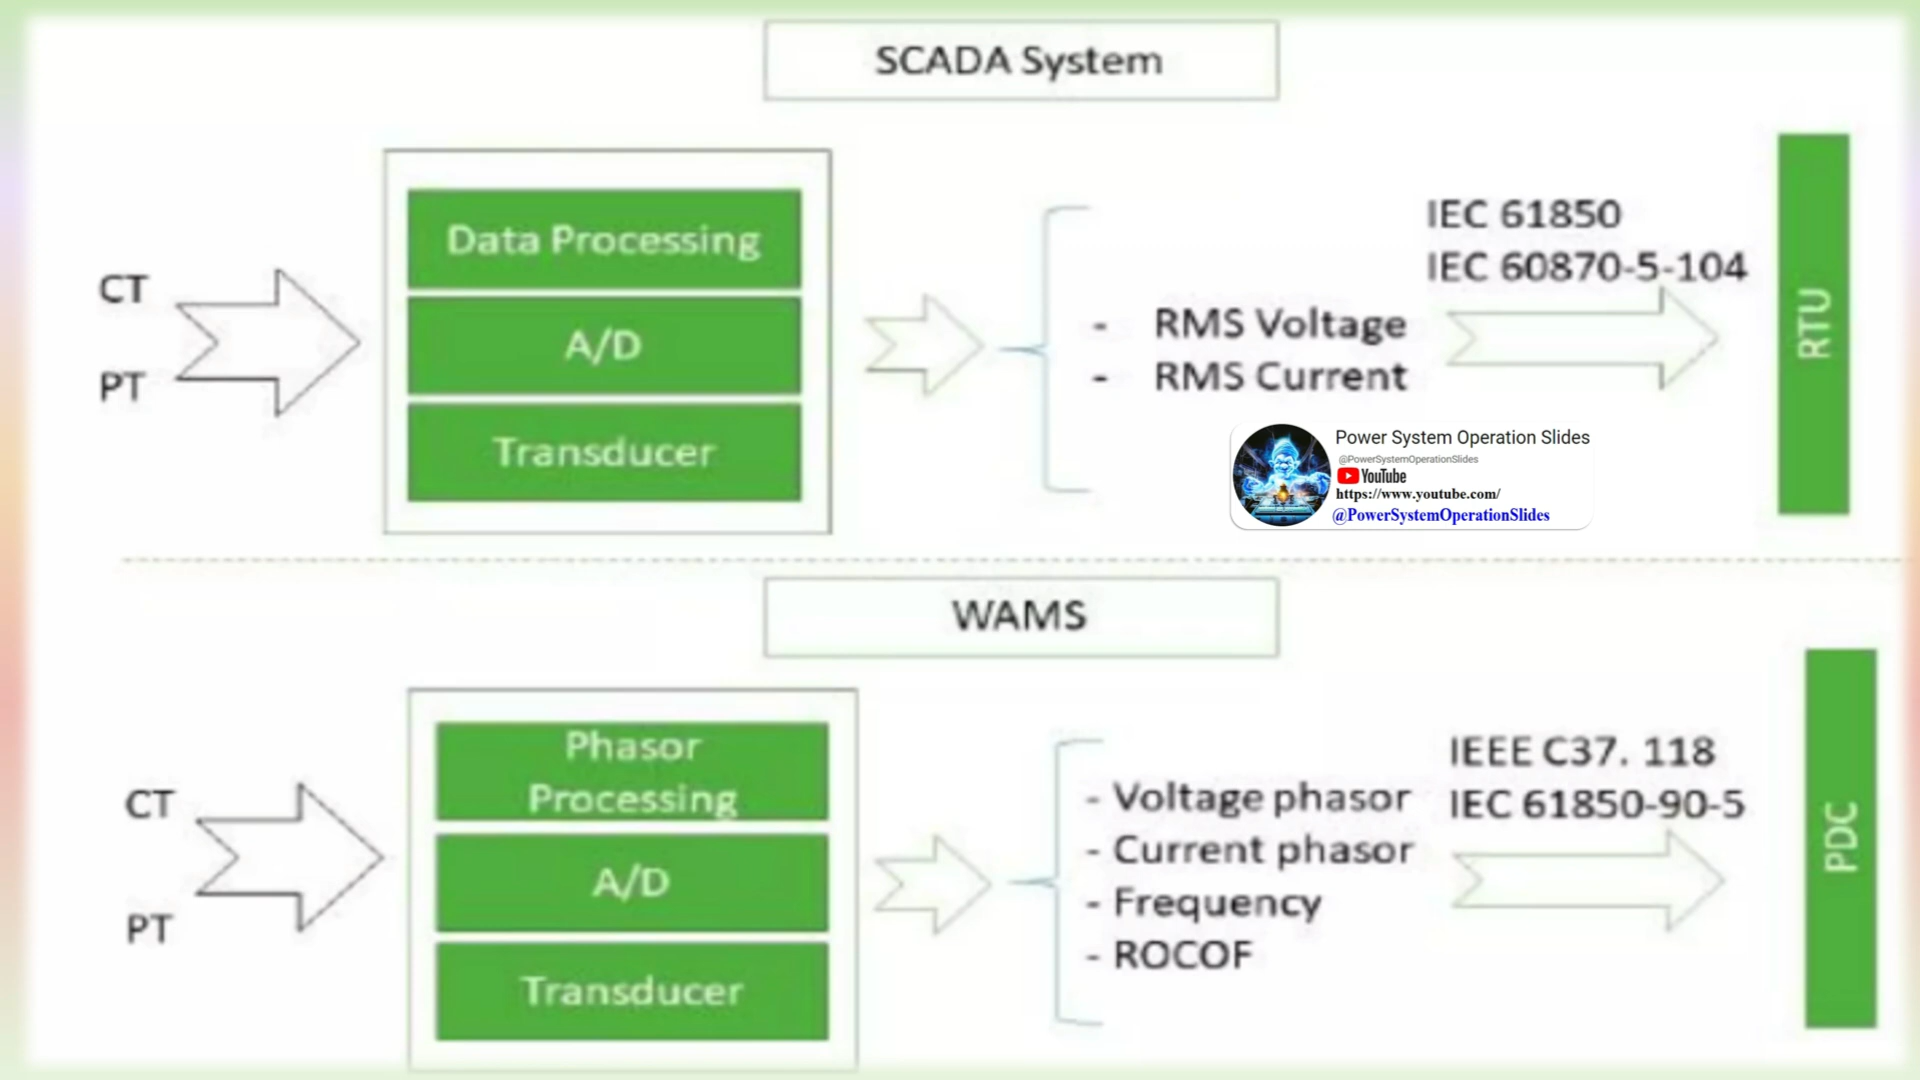 SCADA System
CT
PT
Data Processing
A/D
Transducer
- RMS Voltage
- RMS Current
IEC 61850
IEC 60870-5-104
RTU
Power System Operation Slides
@PowerSystemOperationSlides
YouTube
https://www.youtube.com/
@PowerSystemOperationSlides
WAMS
CT
PT
Phasor
Processing
A/D
Transducer
- Voltage phasor
- Current phasor
- Frequency
- ROCOF
IEEE C37. 118
IEC 61850-90-5
PDC